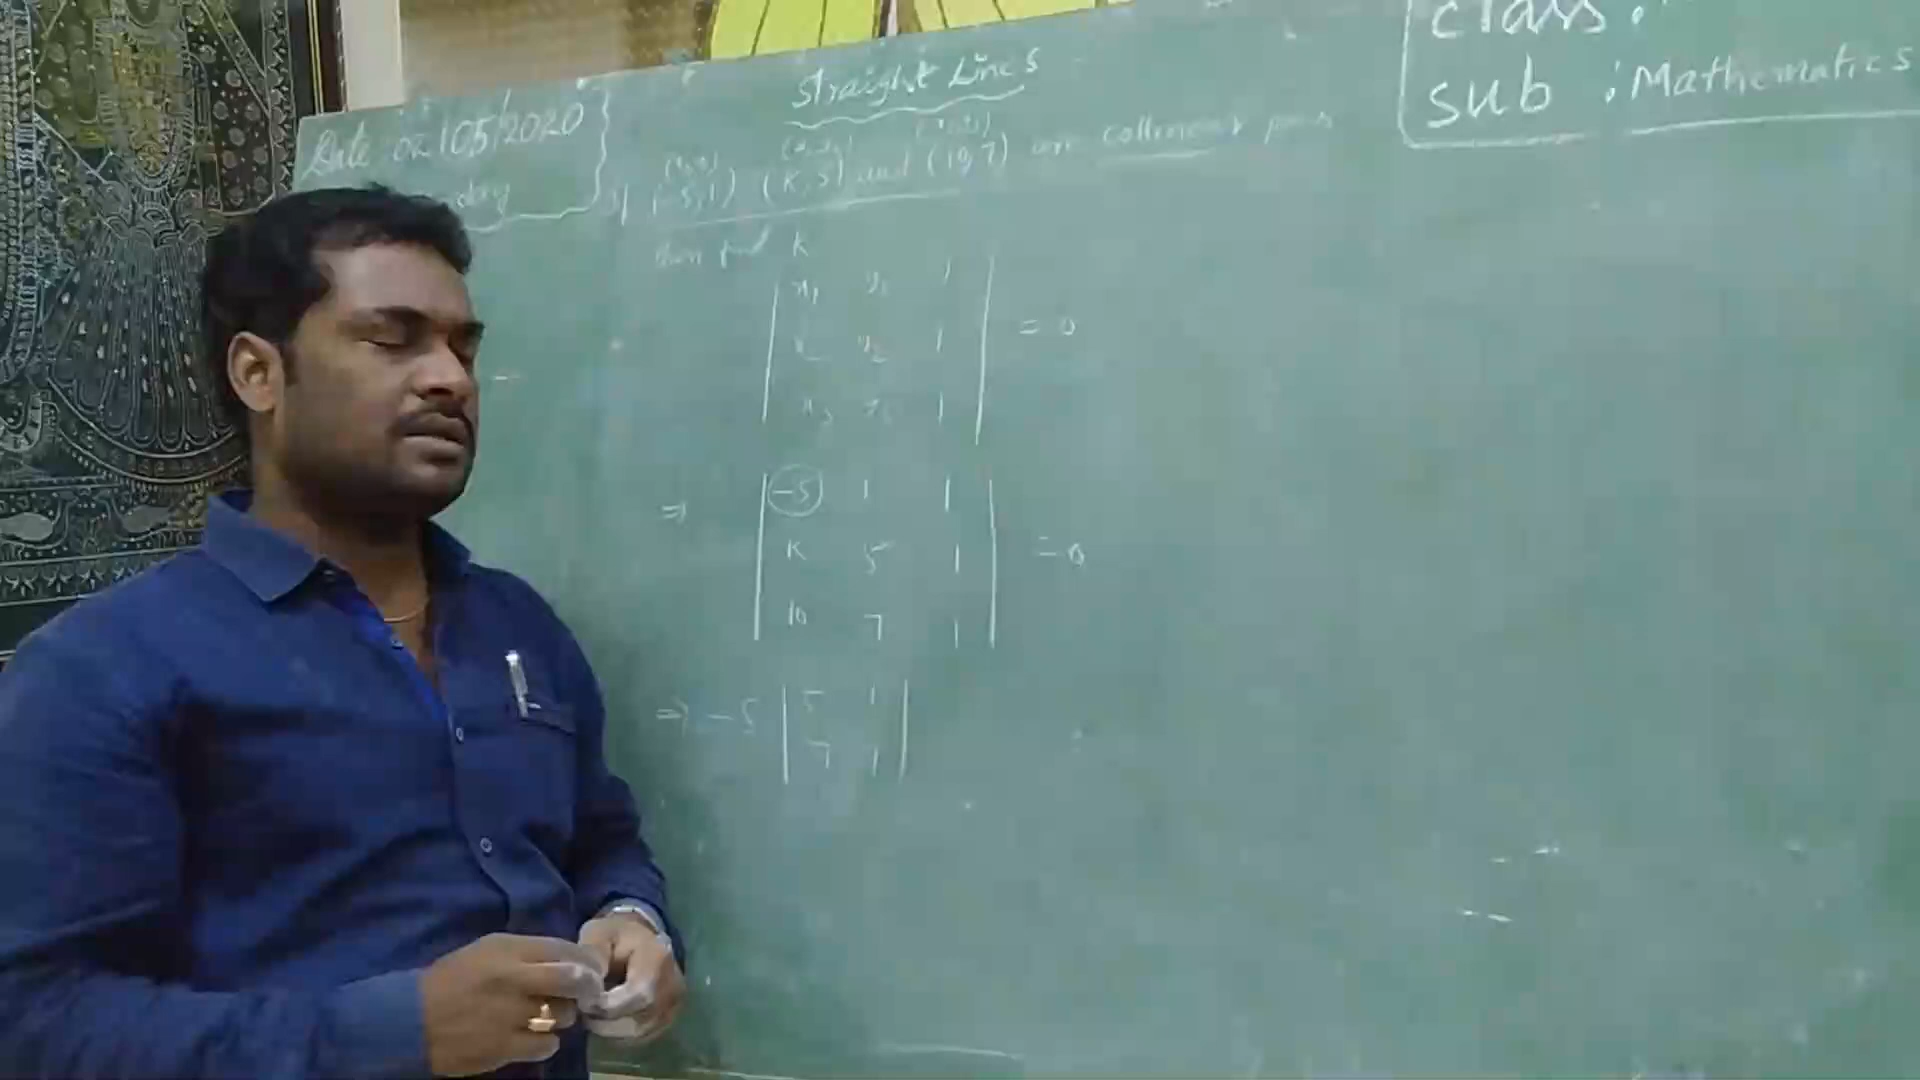 class :
sub : Mathematics
Straight Lines
Date : 02/05/2020
day
(x₁,y₁) (x₂,y₂) (x₃,y₃)
If (-5,1) (K,5) and (10,7) are collinear
then find K
| x₁ y₁ 1 |
| x₂ y₂ 1 | = 0
| x₃ y₃ 1 |
| -5 1 1 |
⇒ | K 5 1 | = 0
| 10 7 1 |
⇒ -5 | 5 1 |
| 7 1 |